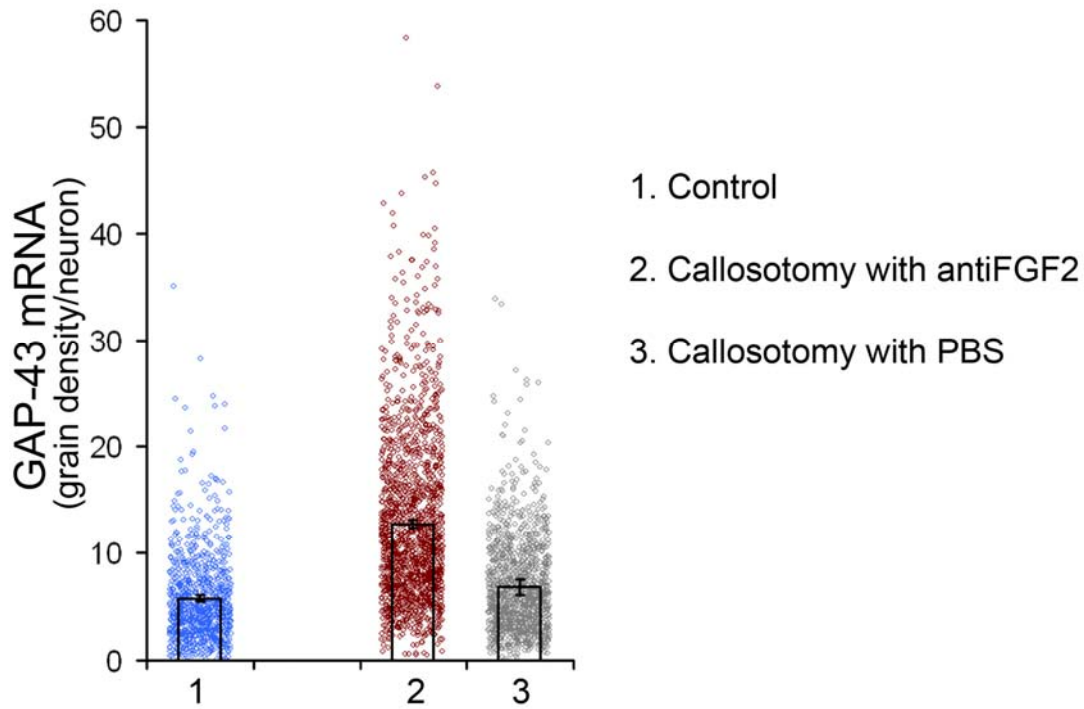 60
50
40
30
20
10
0
GAP-43 mRNA
(grain density/neuron)
1
2
3
1. Control
2. Callosotomy with antiFGF2
3. Callosotomy with PBS